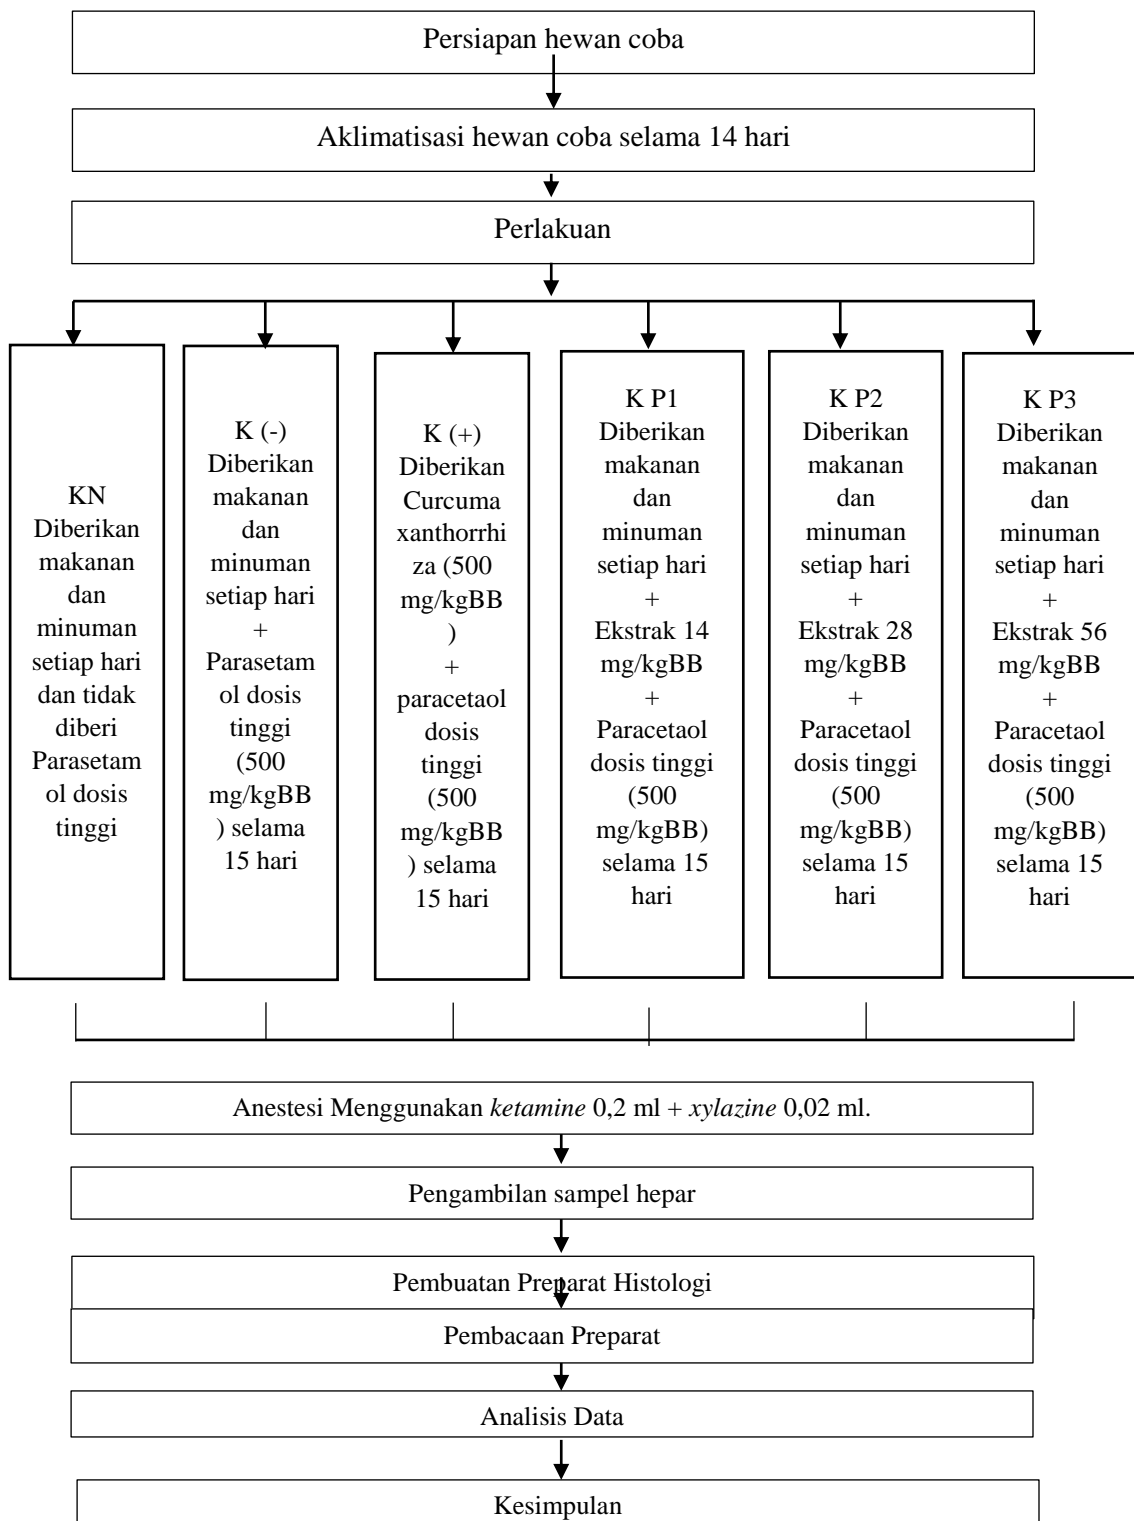 Persiapan hewan coba
Aklimatisasi hewan coba selama 14 hari
Perlakuan
KN
Diberikan
makanan
dan
minuman
setiap hari
dan tidak
diberi
Parasetam
ol dosis
tinggi
K (-)
Diberikan
makanan
dan
minuman
setiap hari
+
Parasetam
ol dosis
tinggi
(500
mg/kgBB
) selama
15 hari
K (+)
Diberikan
Curcuma
xanthorrhi
za (500
mg/kgBB
)
+
paracetaol
dosis
tinggi
(500
mg/kgBB
) selama
15 hari
K P1
Diberikan
makanan
dan
minuman
setiap hari
+
Ekstrak 14
mg/kgBB
+
Paracetaol
dosis tinggi
(500
mg/kgBB)
selama 15
hari
K P2
Diberikan
makanan
dan
minuman
setiap hari
+
Ekstrak 28
mg/kgBB
+
Paracetaol
dosis tinggi
(500
mg/kgBB)
selama 15
hari
K P3
Diberikan
makanan
dan
minuman
setiap hari
+
Ekstrak 56
mg/kgBB
+
Paracetaol
dosis tinggi
(500
mg/kgBB)
selama 15
hari
Anestesi Menggunakan ketamine 0,2 ml + xylazine 0,02 ml.
Pengambilan sampel hepar
Pembuatan Preparat Histologi
Pembacaan Preparat
Analisis Data
Kesimpulan